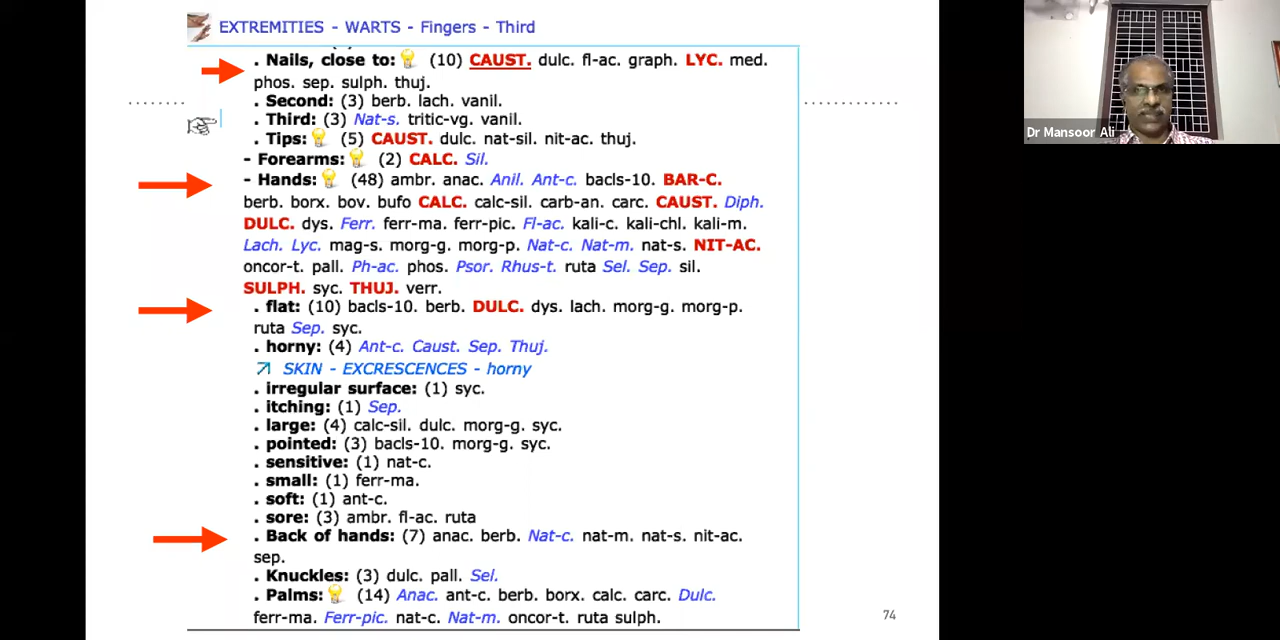 EXTREMITIES - WARTS - Fingers - Third
. Nails, close to: (10) CAUST. dulc. fl-ac. graph. LYC. med.
phos. sep. sulph. thuj.
. Second: (3) berb. lach. vanil.
. Third: (3) Nat-s. tritic-vg. vanil.
. Tips: (5) CAUST. dulc. nat-sil. nit-ac. thuj.
- Forearms: (2) CALC. Sil.
- Hands: (48) ambr. anac. Anil. Ant-c. bacls-10. BAR-C.
berb. borx. bov. bufo CALC. calc-sil. carb-an. carc. CAUST. Diph.
DULC. dys. Ferr. ferr-ma. ferr-pic. Fl-ac. kali-c. kali-chl. kali-m.
Lach. Lyc. mag-s. morg-g. morg-p. Nat-c. Nat-m. nat-s. NIT-AC.
oncor-t. pall. Ph-ac. phos. Psor. Rhus-t. ruta Sel. Sep. sil.
SULPH. syc. THUJ. verr.
. flat: (10) bacls-10. berb. DULC. dys. lach. morg-g. morg-p.
ruta Sep. syc.
. horny: (4) Ant-c. Caust. Sep. Thuj.
SKIN - EXCRESCENCES - horny
. irregular surface: (1) syc.
. itching: (1) Sep.
. large: (4) calc-sil. dulc. morg-g. syc.
. pointed: (3) bacls-10. morg-g. syc.
. sensitive: (1) nat-c.
. small: (1) ferr-ma.
. soft: (1) ant-c.
. sore: (3) ambr. fl-ac. ruta
. Back of hands: (7) anac. berb. Nat-c. nat-m. nat-s. nit-ac.
sep.
. Knuckles: (3) dulc. pall. Sel.
. Palms: (14) Anac. ant-c. berb. borx. calc. carc. Dulc.
ferr-ma. Ferr-pic. nat-c. Nat-m. oncor-t. ruta sulph.
74
Dr Mansoor Ali